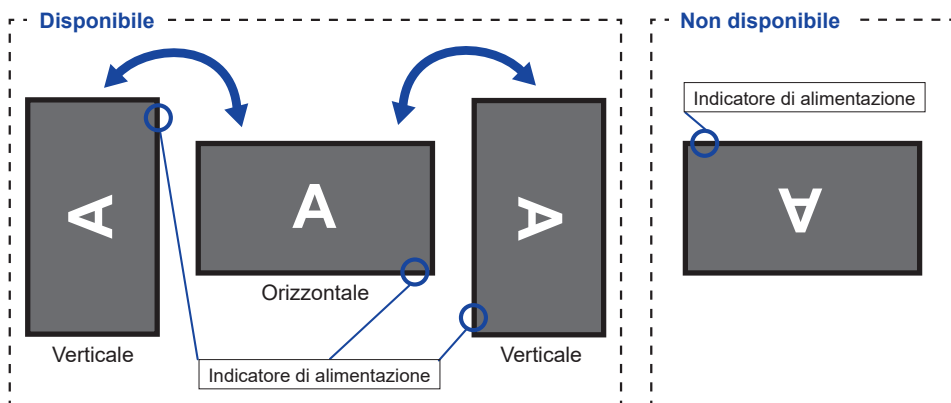 Disponibile
Non disponibile
Indicatore di alimentazione
A
A
A
A
Orizzontale
Verticale
Verticale
Indicatore di alimentazione